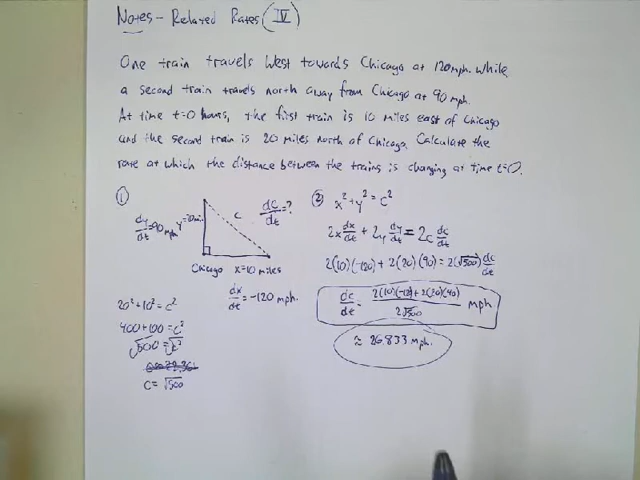 Notes - Related Rates (IV)
One train travels West towards Chicago at 120mph. while
a second train travels north away from Chicago at 90 mph.
At time t=0 hours, the first train is 10 miles east of Chicago
and the second train is 20 miles north of Chicago. Calculate the
rate at which the distance between the trains is changing at time t=0.
①
dy/dt=90 mph
y=20mi.
c
dc/dt=?
Chicago x=10 miles
dx/dt=-120 mph.
20²+10²=c²
400+100=c²
√500=√c²
c=√500
② x²+y²=c²
2x dx/dt + 2y dy/dt = 2c dc/dt
2(10)(-120)+2(20)(90)=2(√500) dc/dt
dc/dt = 2(10)(-120)+2(20)(90) / 2√500 mph
≈ 26.833 mph.